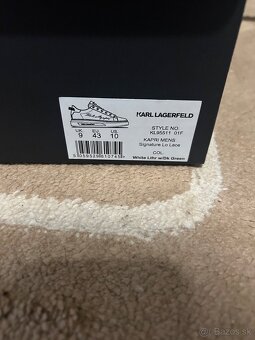 UK EU US
9 43 10
KARL LAGERFELD
STYLE NO.
KL95511 01F
KAPRI MENS
Signature Lo Lace
COL.
White Lthr w/Dk Green
Bazos.sk